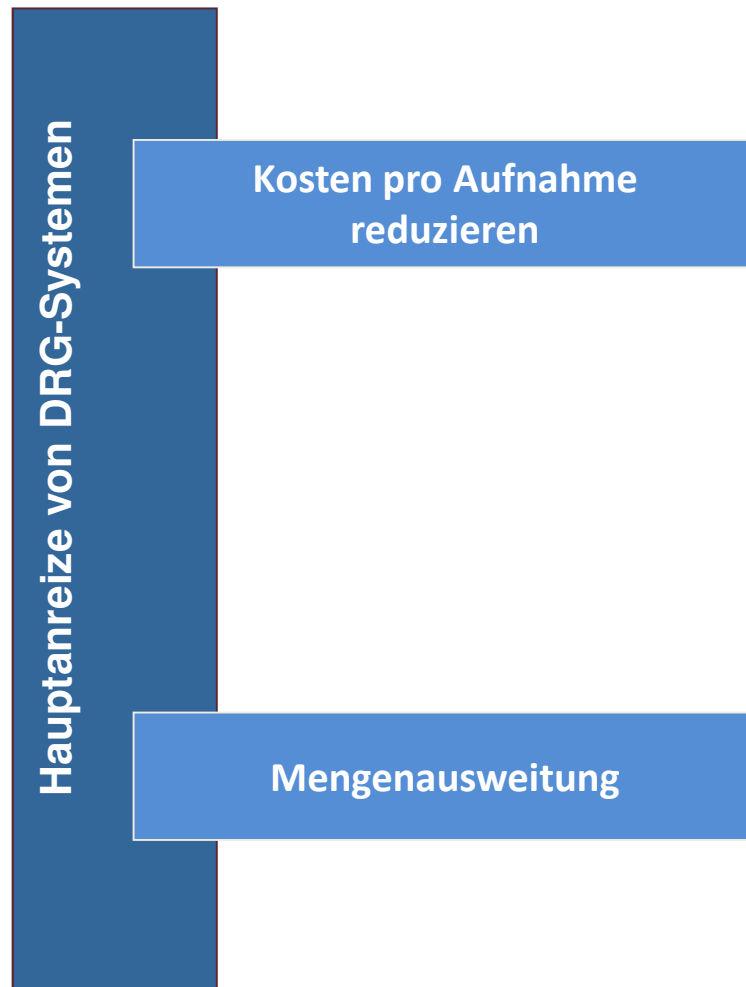 Hauptanreize von DRG-Systemen
Kosten pro Aufnahme
reduzieren
Mengenausweitung